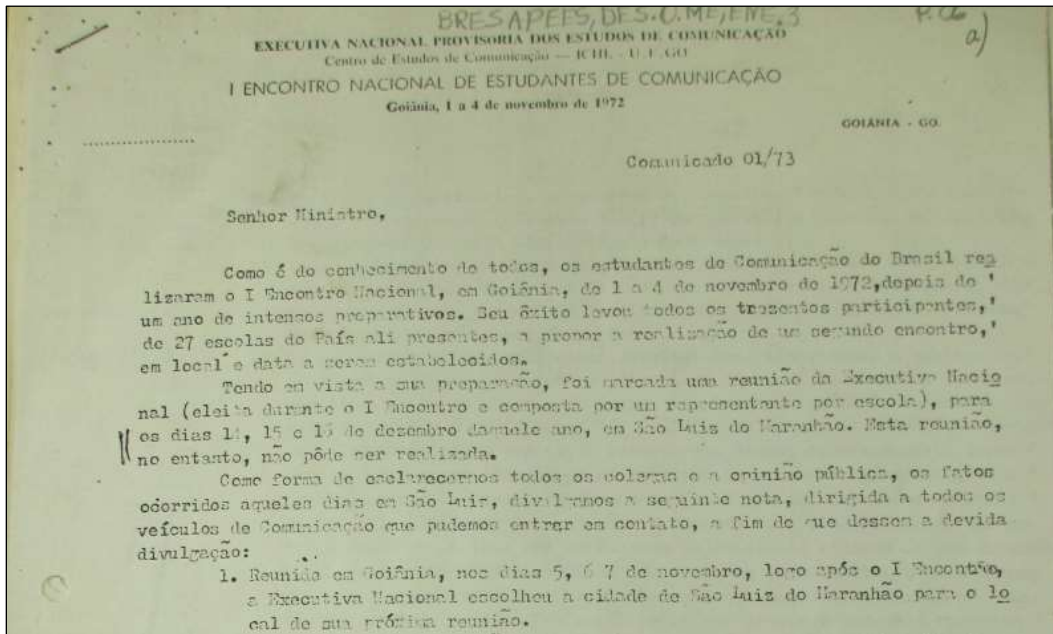 BRESAPEES, DES.O.ME, ENE.3
P.06
a)
EXECUTIVA NACIONAL PROVISORIA DOS ESTUDOS DE COMUNICAÇÃO
Centro de Estudos de Comunicação — ICHL - U.F.GO
I ENCONTRO NACIONAL DE ESTUDANTES DE COMUNICAÇÃO
Goiânia, 1 a 4 de novembro de 1972
GOIÂNIA - GO.
Comunicado 01/73
Senhor Ministro,
Como é do conhecimento de todos, os estudantes de Comunicação do Brasil rea
lizaram o I Encontro Nacional, em Goiânia, de 1 a 4 de novembro de 1972,depois de '
um ano de intensos preparativos. Seu êxito levou todos os tresentos participantes,'
de 27 escolas do País ali presentes, a propor a realização de um segundo encontro,'
em local e data a serem estabelecidos.
Tendo em vista a sua preparação, foi marcada uma reunião da Executiva Nacio
nal (eleita durante o I Encontro e composta por um representante por escola), para
os dias 14, 15 e 16 de dezembro daquele ano, em São Luis do Maranhão. Esta reunião,
no entanto, não pôde ser realizada.
Como forma de esclarecermos todos os colegas e a opinião pública, os fatos
ocorridos aqueles dias em São Luis, divulgamos a seguinte nota, dirigida a todos os
veículos de Comunicação que pudemos entrar em contato, a fim de que dessem a devida
divulgação:
1. Reunida em Goiânia, nos dias 5, 6 7 de novembro, logo após o I Encontro,
a Executiva Nacional escolheu a cidade de São Luis do Maranhão para o lo
cal de sua próxima reunião.